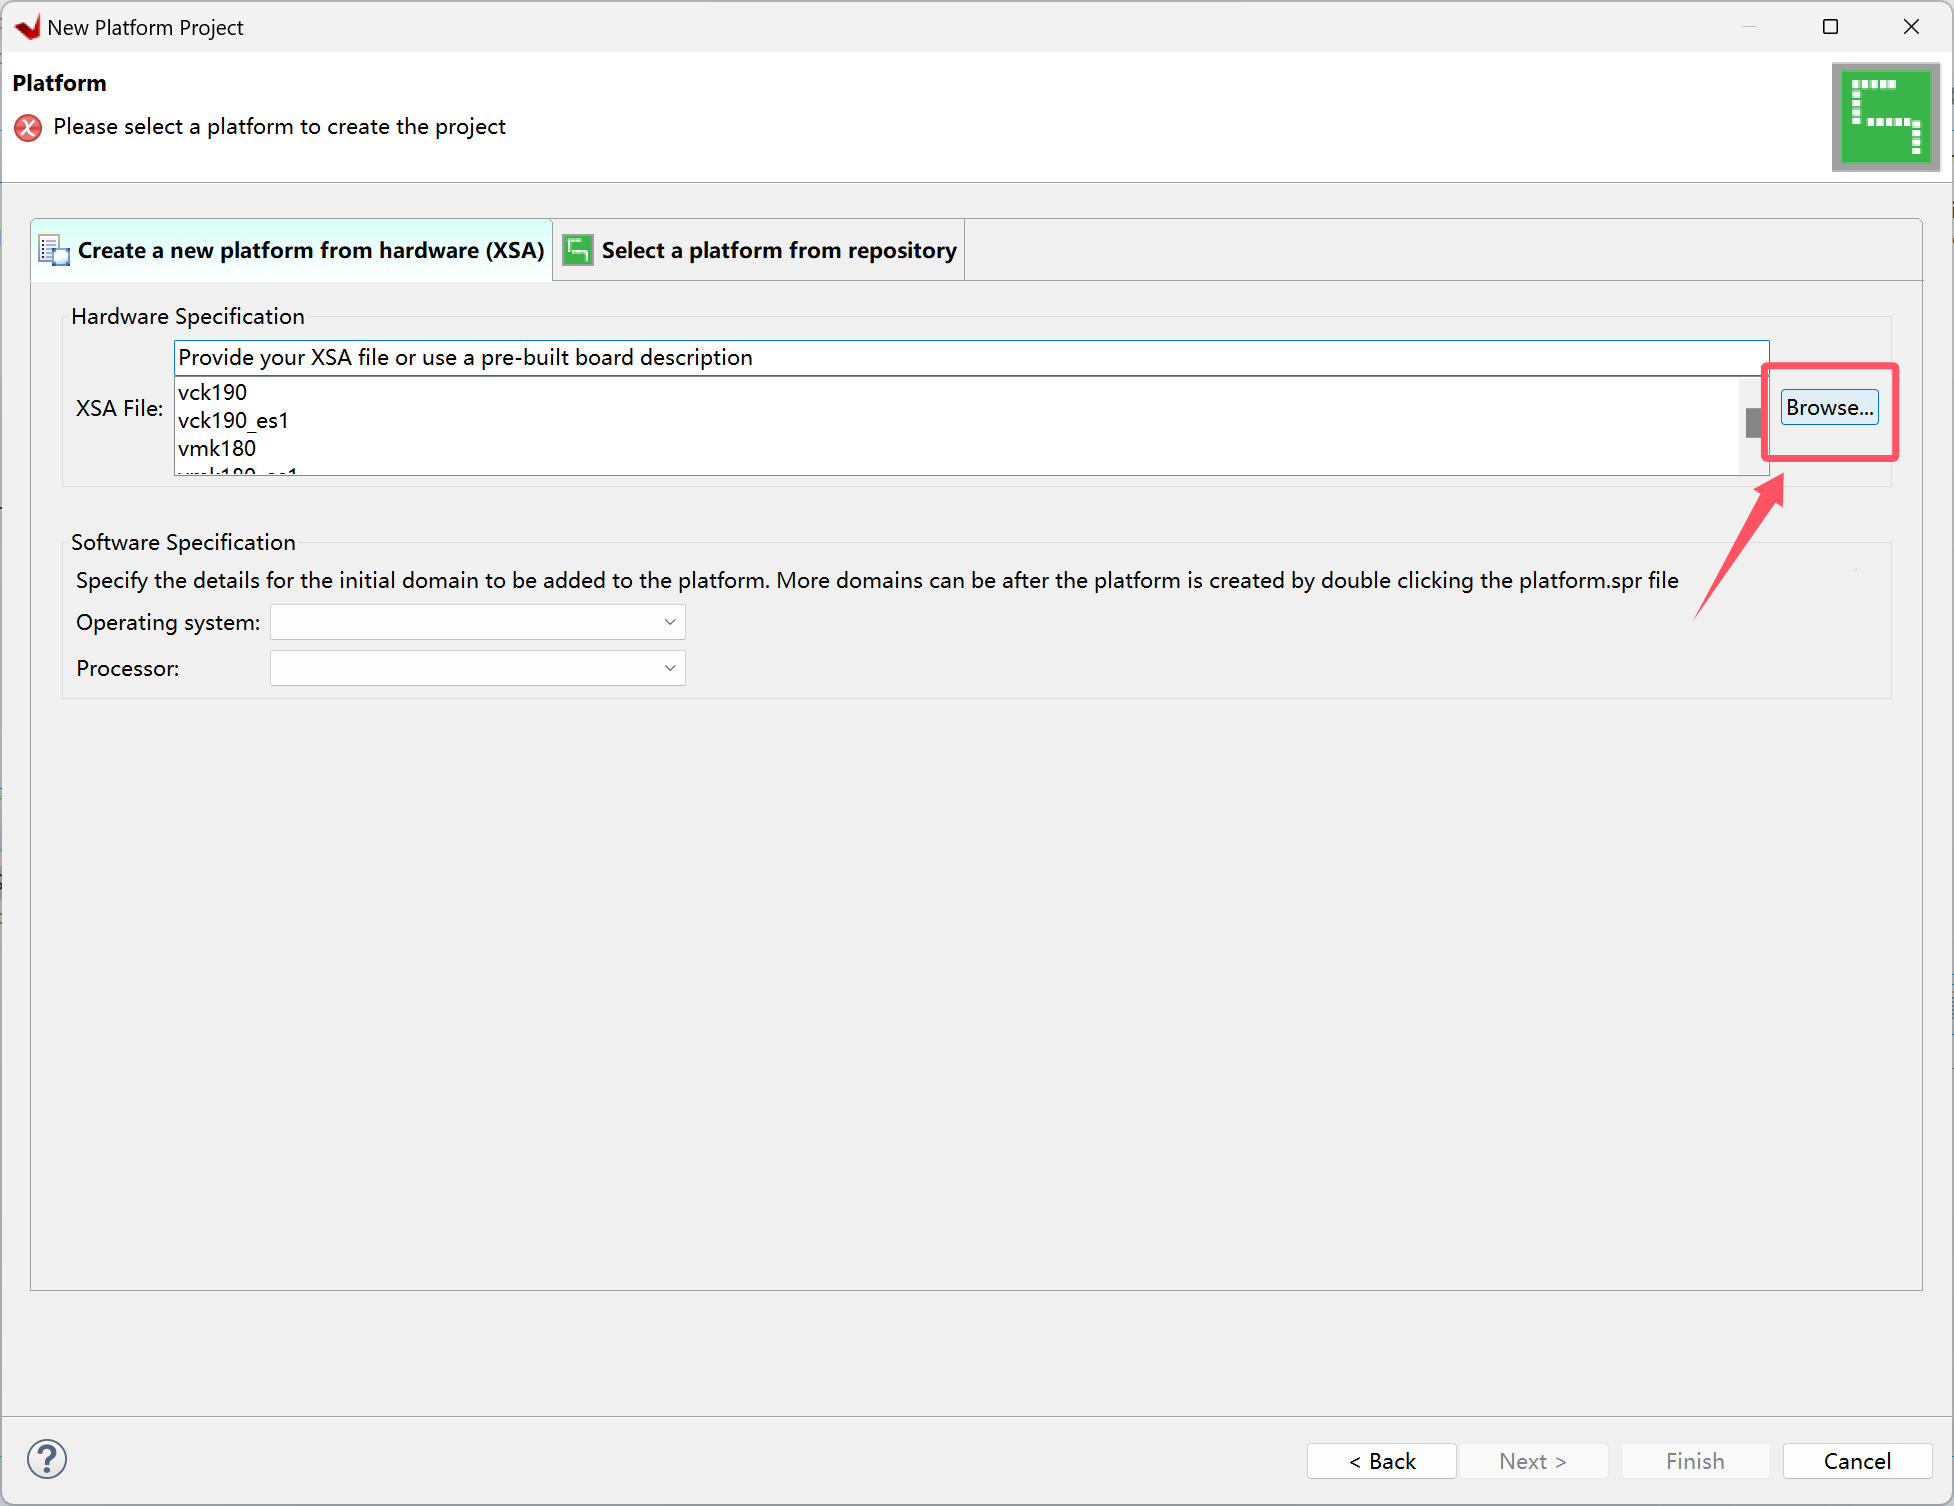 New Platform Project
Platform
Please select a platform to create the project
Create a new platform from hardware (XSA)
Select a platform from repository
Hardware Specification
Provide your XSA file or use a pre-built board description
XSA File:
vck190
vck190_es1
vmk180
Browse...
Software Specification
Specify the details for the initial domain to be added to the platform. More domains can be after the platform is created by double clicking the platform.spr file
Operating system:
Processor:
< Back
Next >
Finish
Cancel